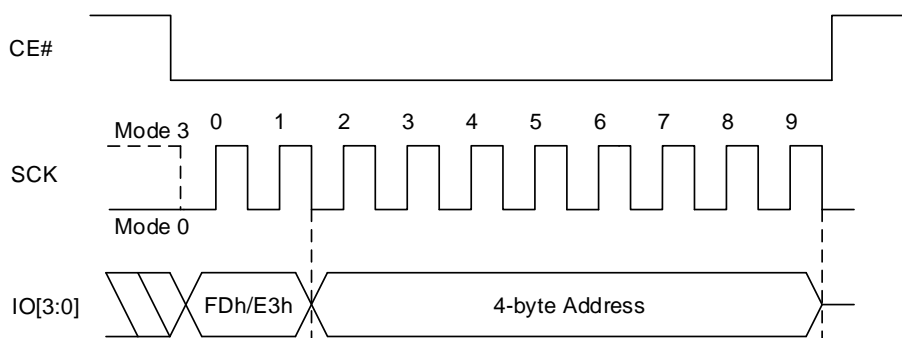 CE#
0 1 2 3 4 5 6 7 8 9
Mode 3
SCK
Mode 0
IO[3:0]
FDh/E3h
4-byte Address